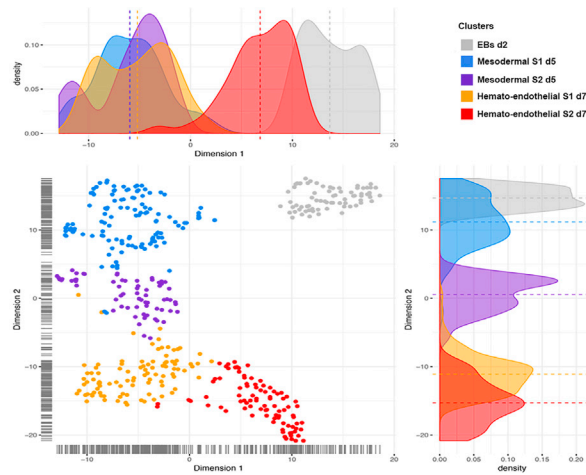 Clusters
EBs d2
Mesodermal S1 d5
Mesodermal S2 d5
Hemato-endothelial S1 d7
Hemato-endothelial S2 d7
density
0.10
0.05
0.00
-10
0
10
20
Dimension 1
Dimension 2
10
0
-10
-20
-10
0
10
20
Dimension 1
Dimension 2
10
0
-10
-20
0.00
0.05
0.10
0.15
0.20
density